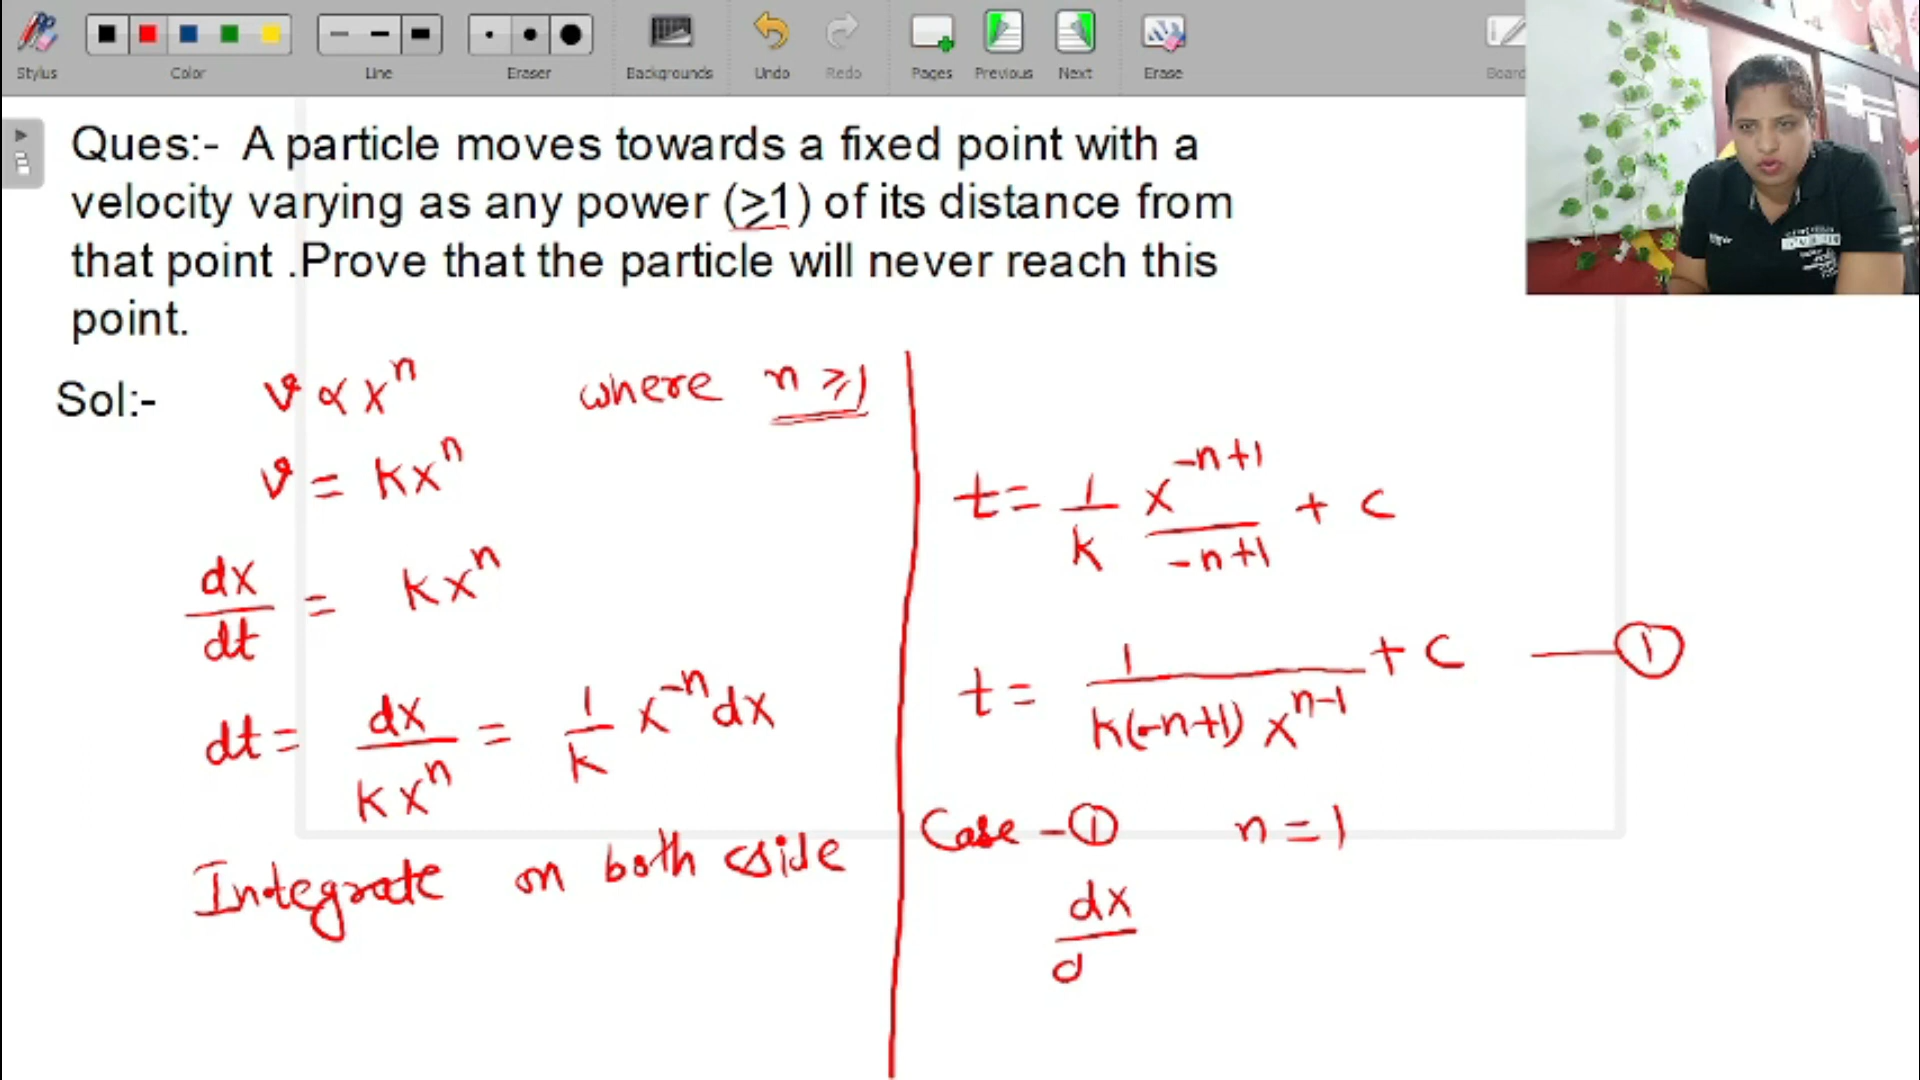 Stylus Color Line Eraser Backgrounds Undo Redo Pages Previous Next Erase Board
Ques:- A particle moves towards a fixed point with a
velocity varying as any power (≥1) of its distance from
that point .Prove that the particle will never reach this
point.
Sol:- v ∝ x^n where n ≥ 1
v = kx^n
dx/dt = kx^n
dt = dx/kx^n = 1/k x^-n dx
Integrate on both side
t = 1/k x^-n+1/-n+1 + c
t = 1/k(-n+1) x^n-1 + c — ①
Case - ① n = 1
dx/d